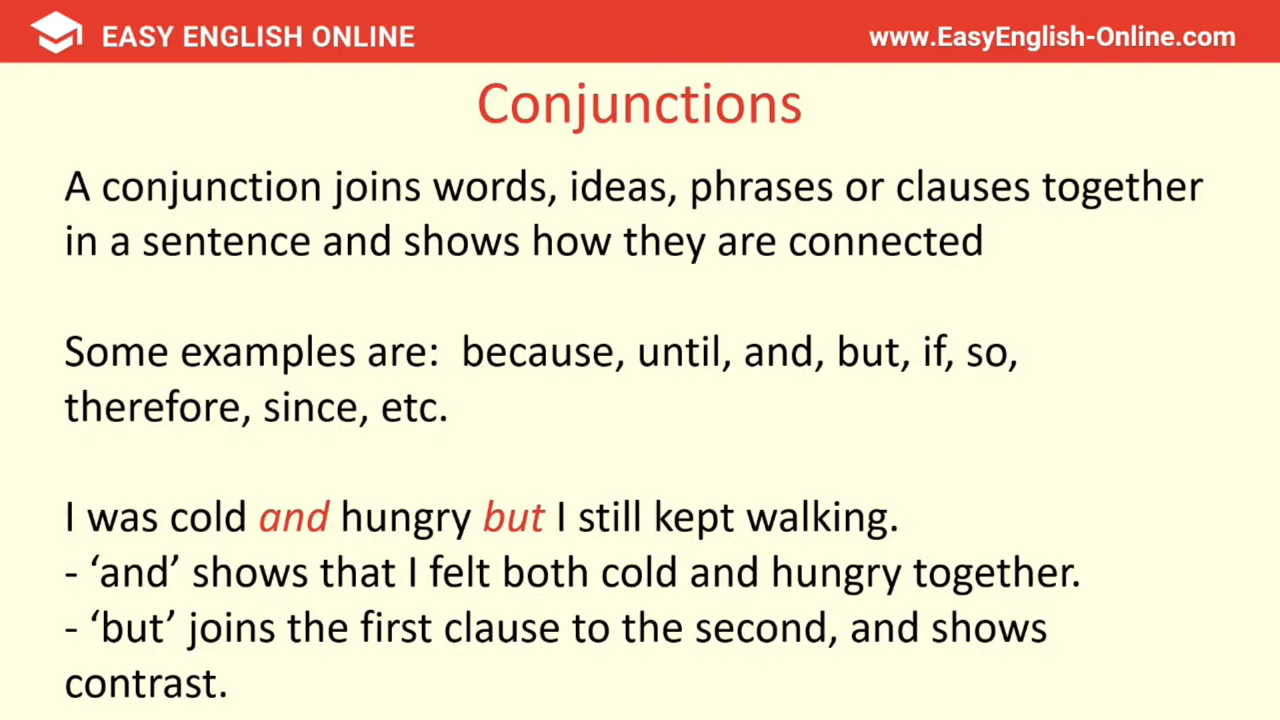 EASY ENGLISH ONLINE
www.EasyEnglish-Online.com
Conjunctions
A conjunction joins words, ideas, phrases or clauses together
in a sentence and shows how they are connected
Some examples are:  because, until, and, but, if, so,
therefore, since, etc.
I was cold and hungry but I still kept walking.
- ‘and’ shows that I felt both cold and hungry together.
- ‘but’ joins the first clause to the second, and shows
contrast.